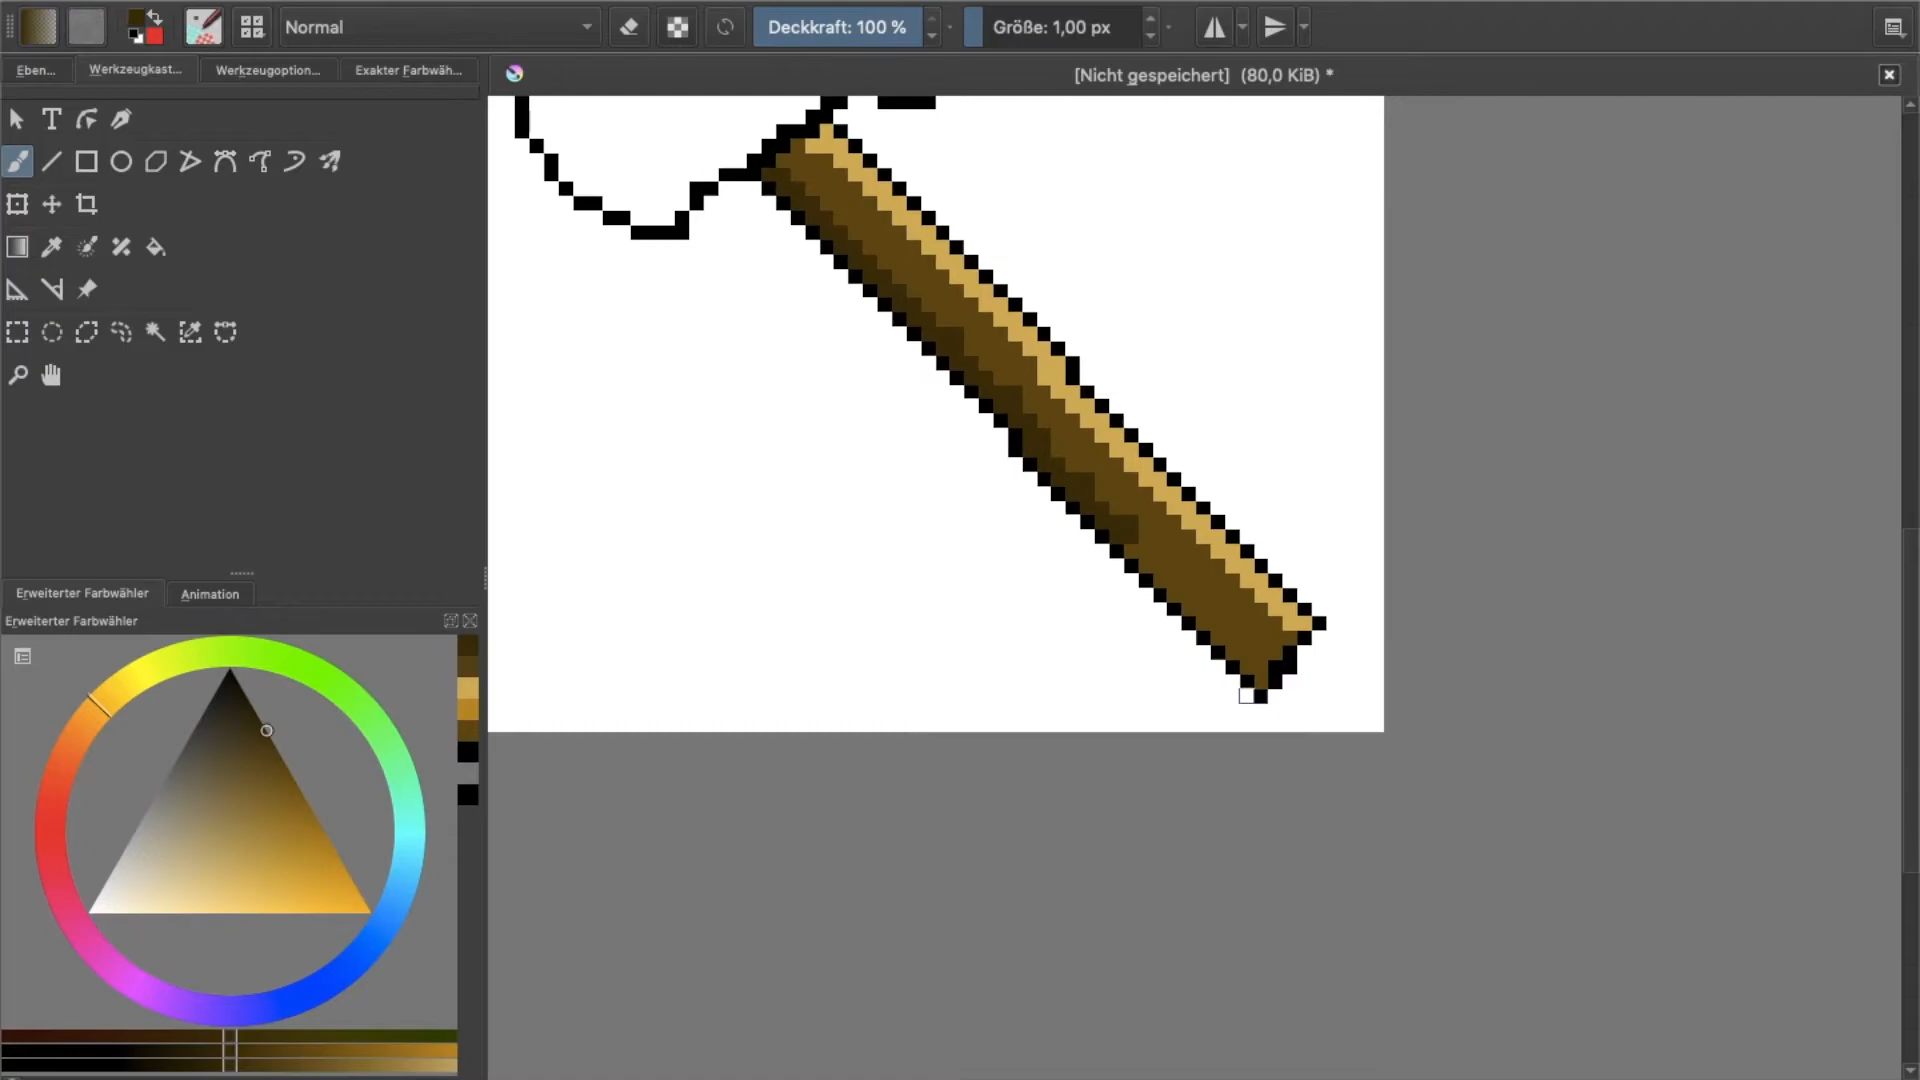 Normal
Deckkraft: 100 %
Größe: 1,00 px
Eben...
Werkzeugkast...
Werkzeugoption...
Exakter Farbwäh...
[Nicht gespeichert] (80,0 KiB) *
Erweiterter Farbwähler
Animation
Erweiterter Farbwähler